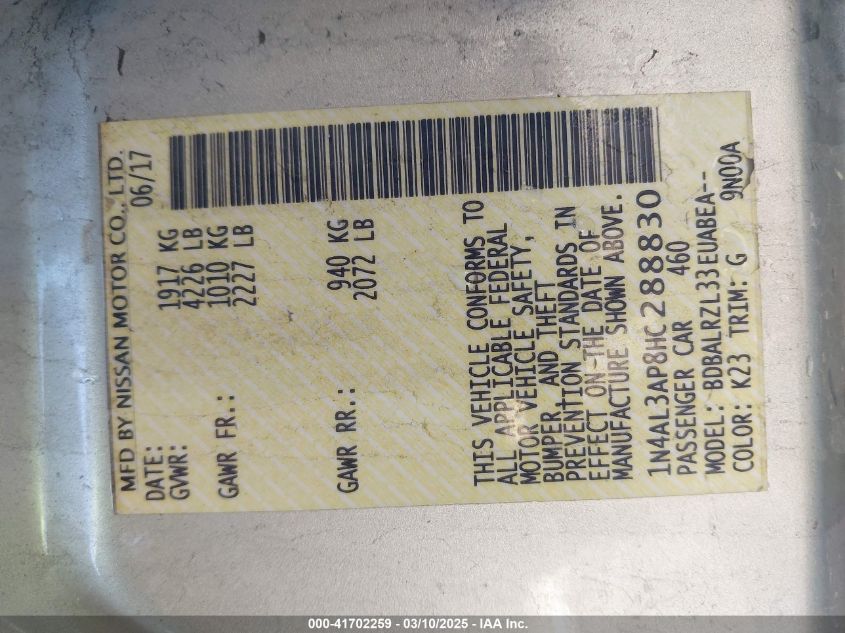 MFD BY NISSAN MOTOR CO., LTD.
DATE: 06/17
GVWR: 1917 KG
4226 LB
GAWR FR.: 1010 KG
2227 LB
GAWR RR.: 940 KG
2072 LB
THIS VEHICLE CONFORMS TO
ALL APPLICABLE FEDERAL
MOTOR VEHICLE SAFETY,
BUMPER, AND THEFT
PREVENTION STANDARDS IN
EFFECT ON THE DATE OF
MANUFACTURE SHOWN ABOVE.
1N4AL3AP8HC288830
PASSENGER CAR 460
MODEL: BDBALRZL33EUABEA--
COLOR: K23 TRIM: G 9N00A
000-41702259 - 03/10/2025 - IAA Inc.